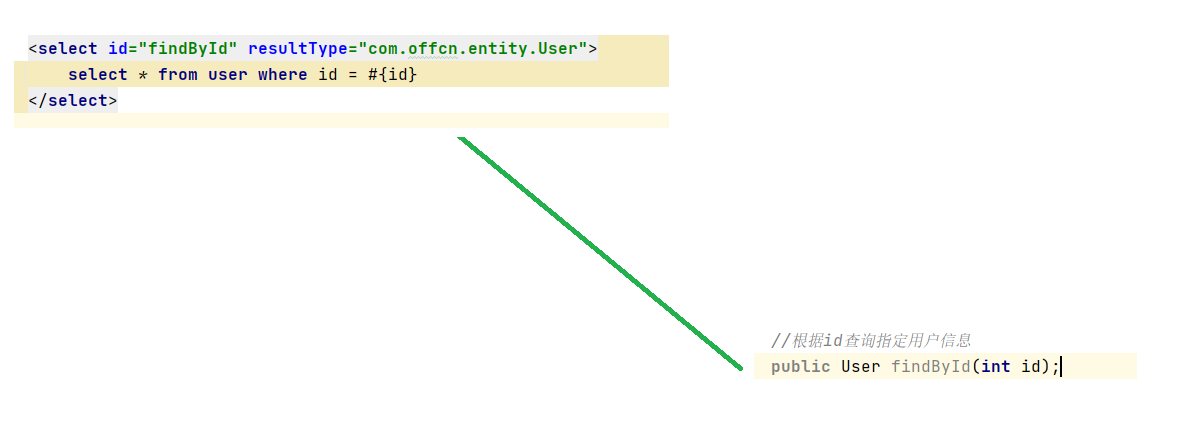 <select id="findById" resultType="com.offcn.entity.User">
    select * from user where id = #{id}
</select>
//根据id查询指定用户信息
public User findById(int id);